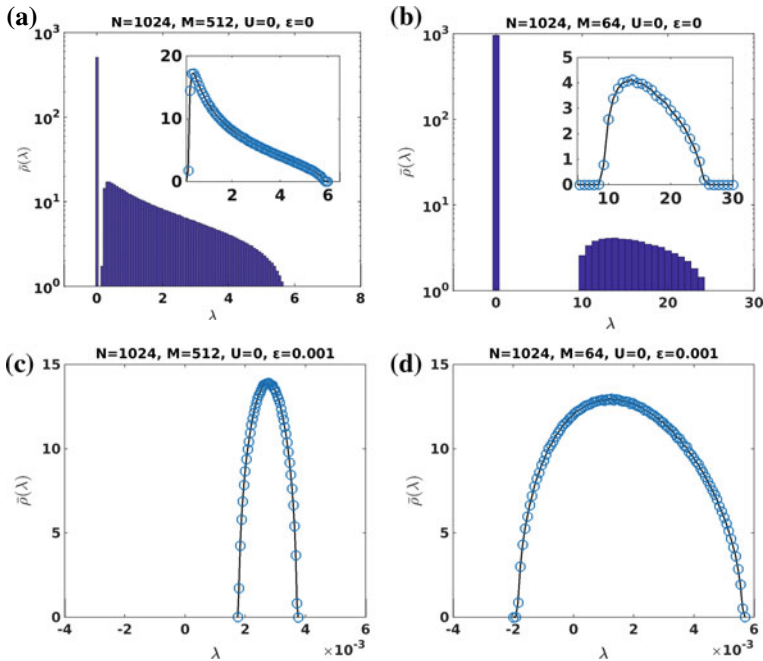 (a) N=1024, M=512, U=0, ε=0
10³
10²
10¹
10⁰
ρ̄(λ)
20
10
0
2 4 6
0 2 4 6 8
λ
(b) N=1024, M=64, U=0, ε=0
10³
10²
10¹
10⁰
ρ̄(λ)
5
4
3
2
1
0
10 20 30
0 10 20 30
λ
(c) N=1024, M=512, U=0, ε=0.001
15
10
5
0
ρ̄(λ)
-4 -2 0 2 4 6
λ ×10⁻³
(d) N=1024, M=64, U=0, ε=0.001
15
10
5
0
ρ̄(λ)
-4 -2 0 2 4 6
λ ×10⁻³